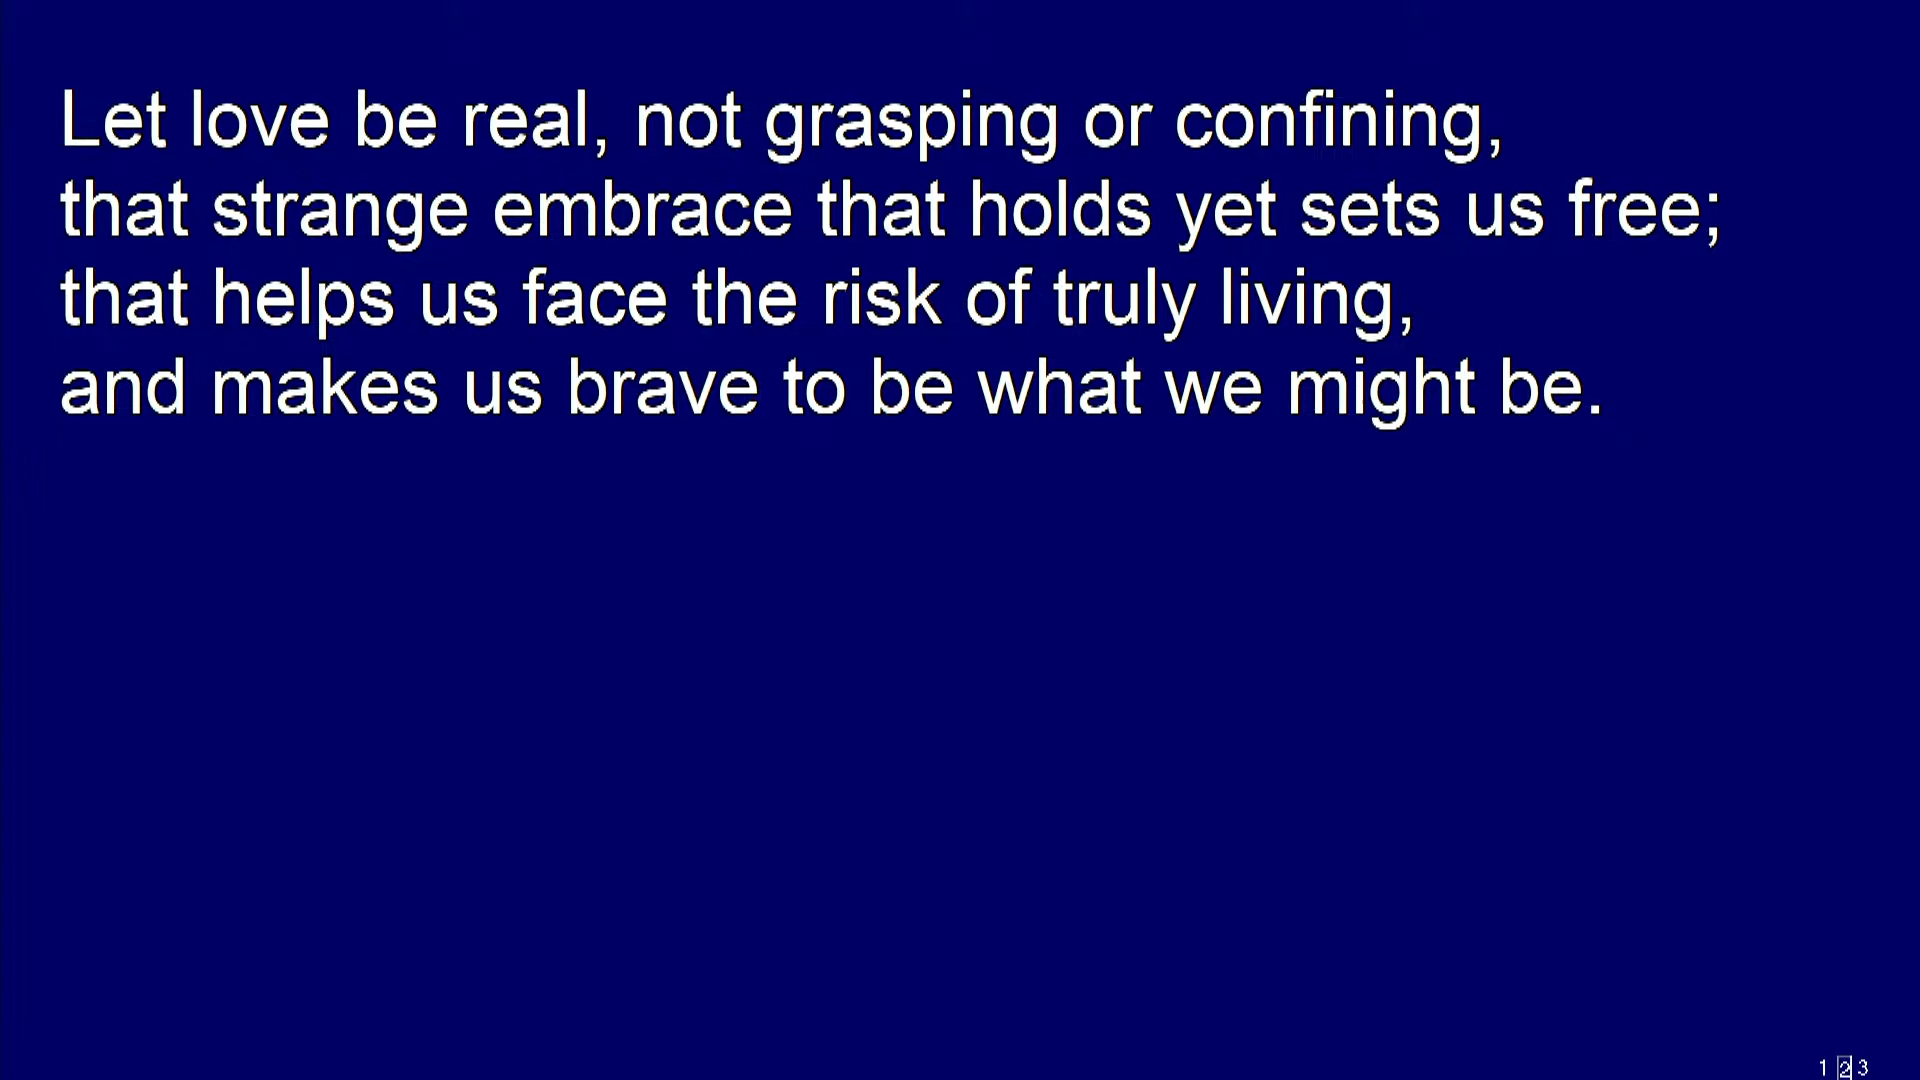 Let love be real, not grasping or confining,
that strange embrace that holds yet sets us free;
that helps us face the risk of truly living,
and makes us brave to be what we might be.
1 2 3